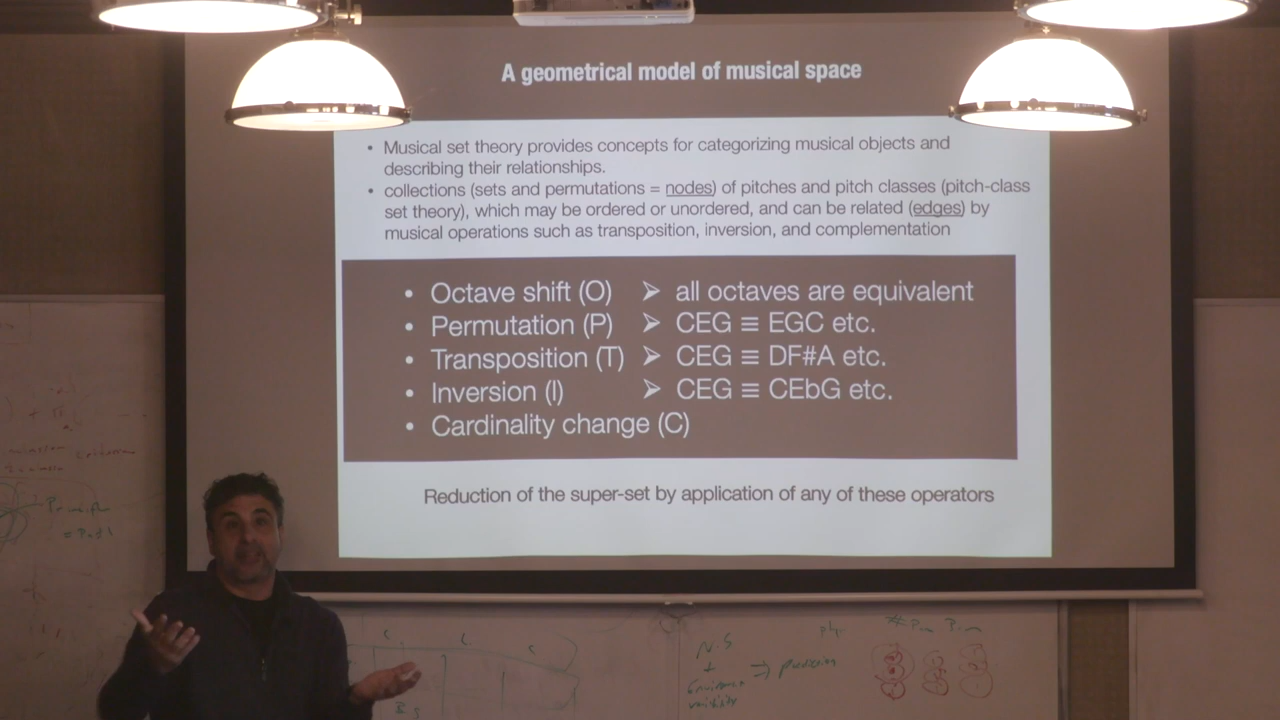 A geometrical model of musical space
• Musical set theory provides concepts for categorizing musical objects and
describing their relationships.
• collections (sets and permutations = nodes) of pitches and pitch classes (pitch-class
set theory), which may be ordered or unordered, and can be related (edges) by
musical operations such as transposition, inversion, and complementation
• Octave shift (O) ➢ all octaves are equivalent
• Permutation (P) ➢ CEG ≡ EGC etc.
• Transposition (T) ➢ CEG ≡ DF#A etc.
• Inversion (I) ➢ CEG ≡ CEbG etc.
• Cardinality change (C)
Reduction of the super-set by application of any of these operators
N.S
+